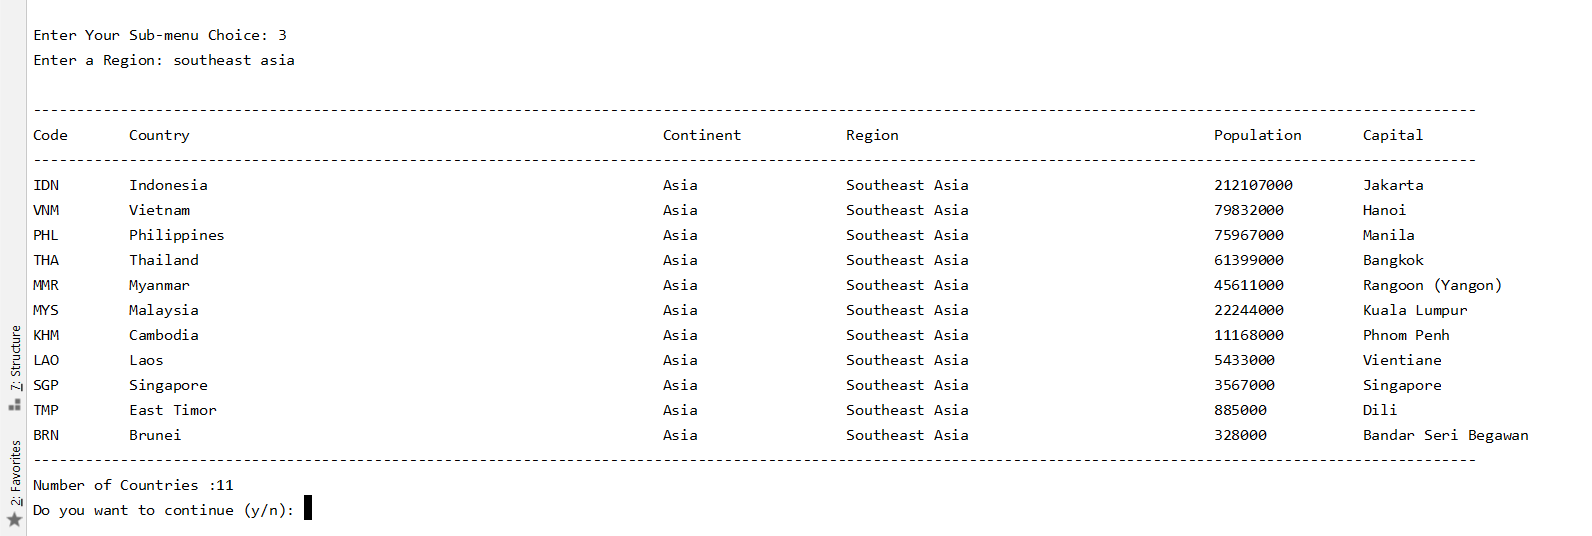 Enter Your Sub-menu Choice: 3
Enter a Region: southeast asia
---------------------------------------------------------------------------------------------------------------------------------------------------------------------
Code Country Continent Region Population Capital
---------------------------------------------------------------------------------------------------------------------------------------------------------------------
IDN Indonesia Asia Southeast Asia 212107000 Jakarta
VNM Vietnam Asia Southeast Asia 79832000 Hanoi
PHL Philippines Asia Southeast Asia 75967000 Manila
THA Thailand Asia Southeast Asia 61399000 Bangkok
MMR Myanmar Asia Southeast Asia 45611000 Rangoon (Yangon)
MYS Malaysia Asia Southeast Asia 22244000 Kuala Lumpur
KHM Cambodia Asia Southeast Asia 11168000 Phnom Penh
LAO Laos Asia Southeast Asia 5433000 Vientiane
SGP Singapore Asia Southeast Asia 3567000 Singapore
TMP East Timor Asia Southeast Asia 885000 Dili
BRN Brunei Asia Southeast Asia 328000 Bandar Seri Begawan
---------------------------------------------------------------------------------------------------------------------------------------------------------------------
Number of Countries :11
Do you want to continue (y/n):
7: Structure
2: Favorites